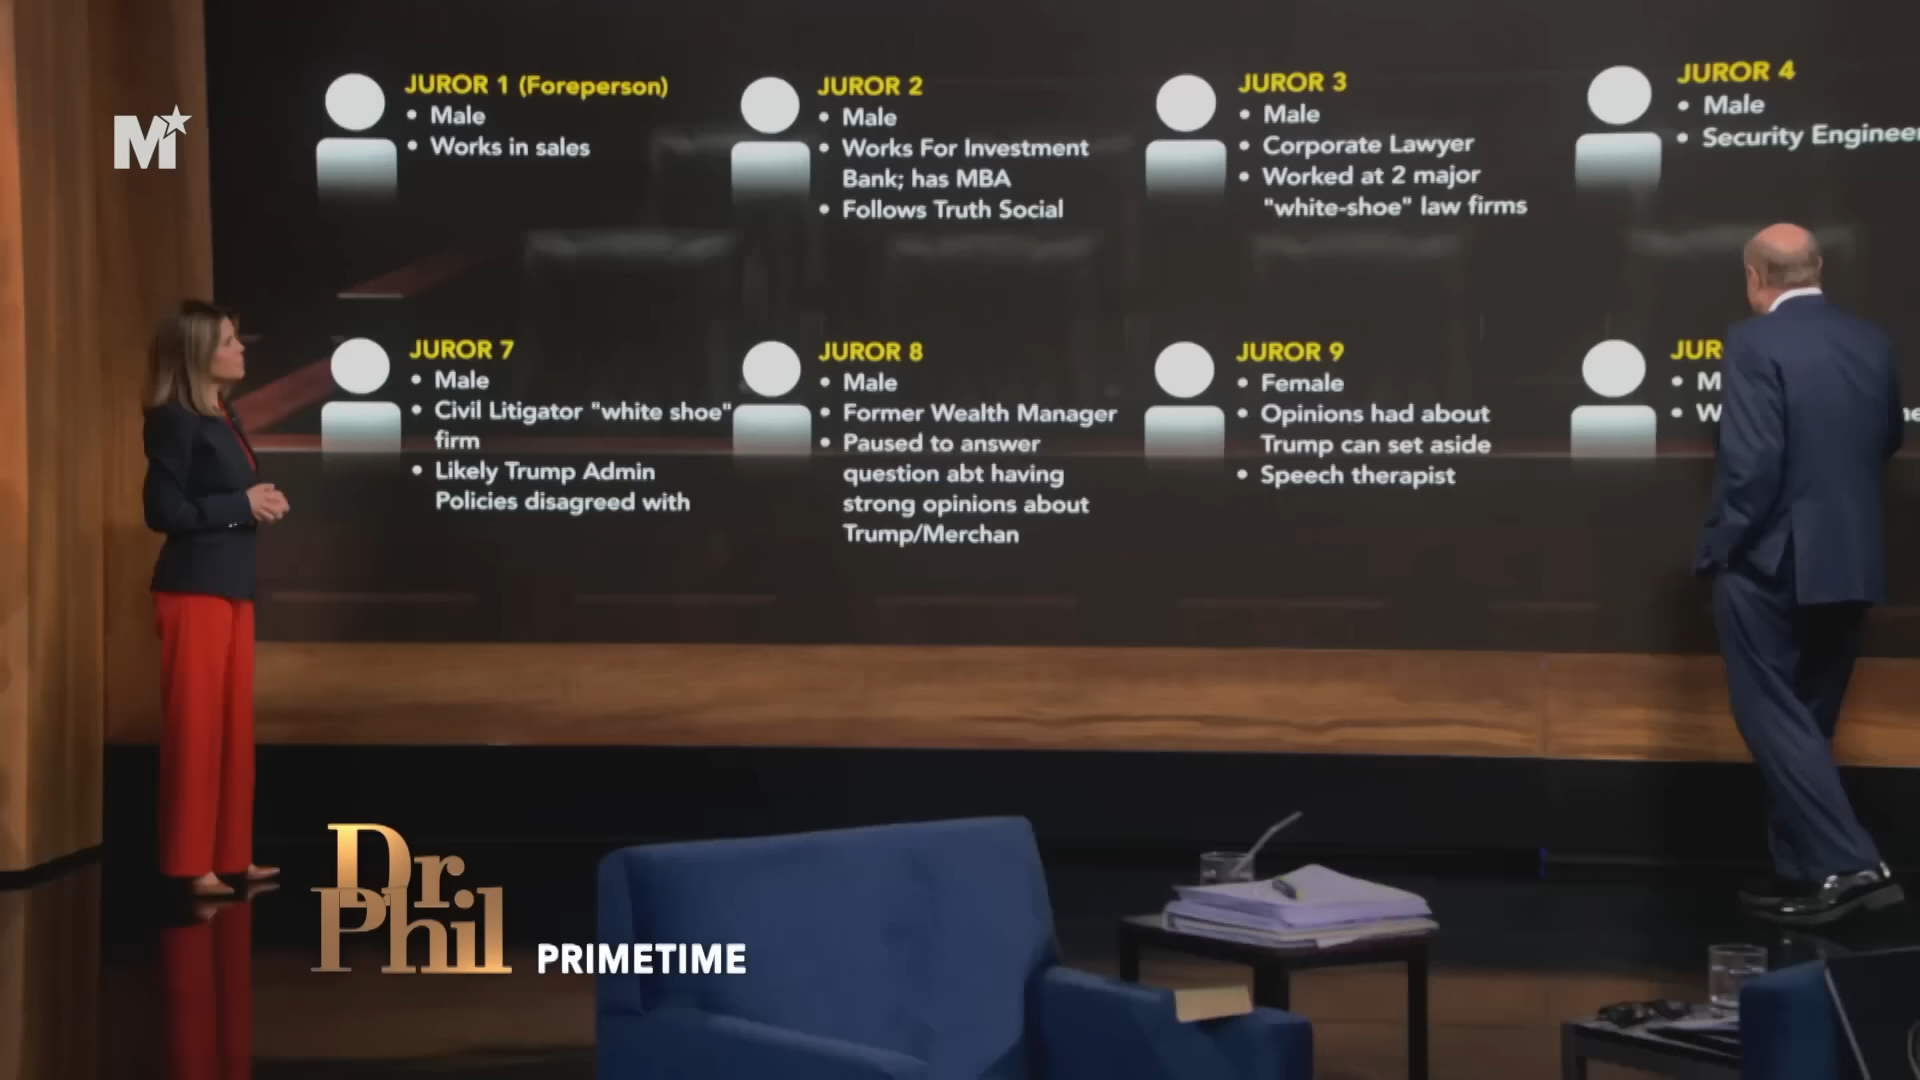 M
JUROR 1 (Foreperson)
• Male
• Works in sales
JUROR 2
• Male
• Works For Investment
Bank; has MBA
• Follows Truth Social
JUROR 3
• Male
• Corporate Lawyer
• Worked at 2 major
"white-shoe" law firms
JUROR 4
• Male
• Security Engineer
JUROR 7
• Male
• Civil Litigator "white shoe"
firm
• Likely Trump Admin
Policies disagreed with
JUROR 8
• Male
• Former Wealth Manager
• Paused to answer
question abt having
strong opinions about
Trump/Merchan
JUROR 9
• Female
• Opinions had about
Trump can set aside
• Speech therapist
Dr.
Phil
PRIMETIME